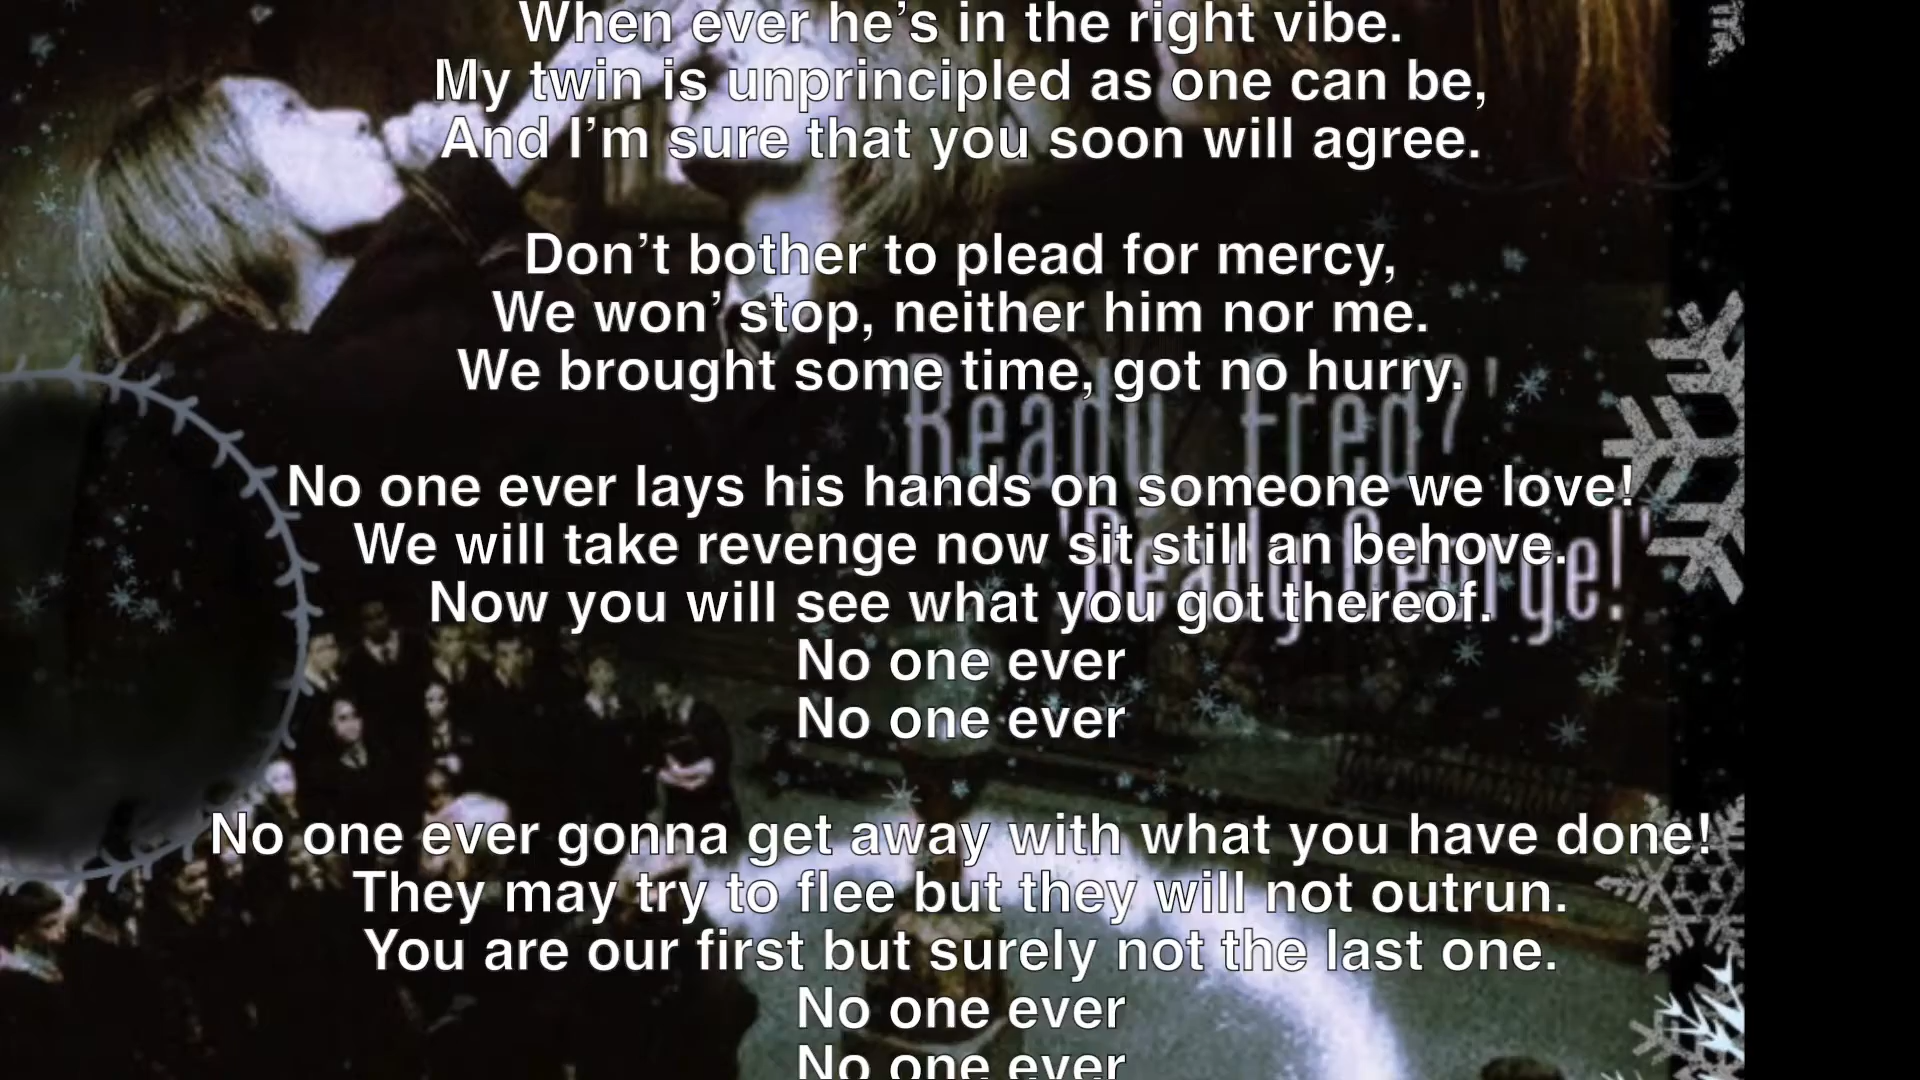 When ever he’s in the right vibe.
My twin is unprincipled as one can be,
And I’m sure that you soon will agree.
Don’t bother to plead for mercy,
We won’ stop, neither him nor me.
We brought some time, got no hurry.
'Ready Fred?'
No one ever lays his hands on someone we love!
We will take revenge now sit still an behove.
'Ready George!'
Now you will see what you got thereof.
No one ever
No one ever
No one ever gonna get away with what you have done!
They may try to flee but they will not outrun.
You are our first but surely not the last one.
No one ever
No one ever